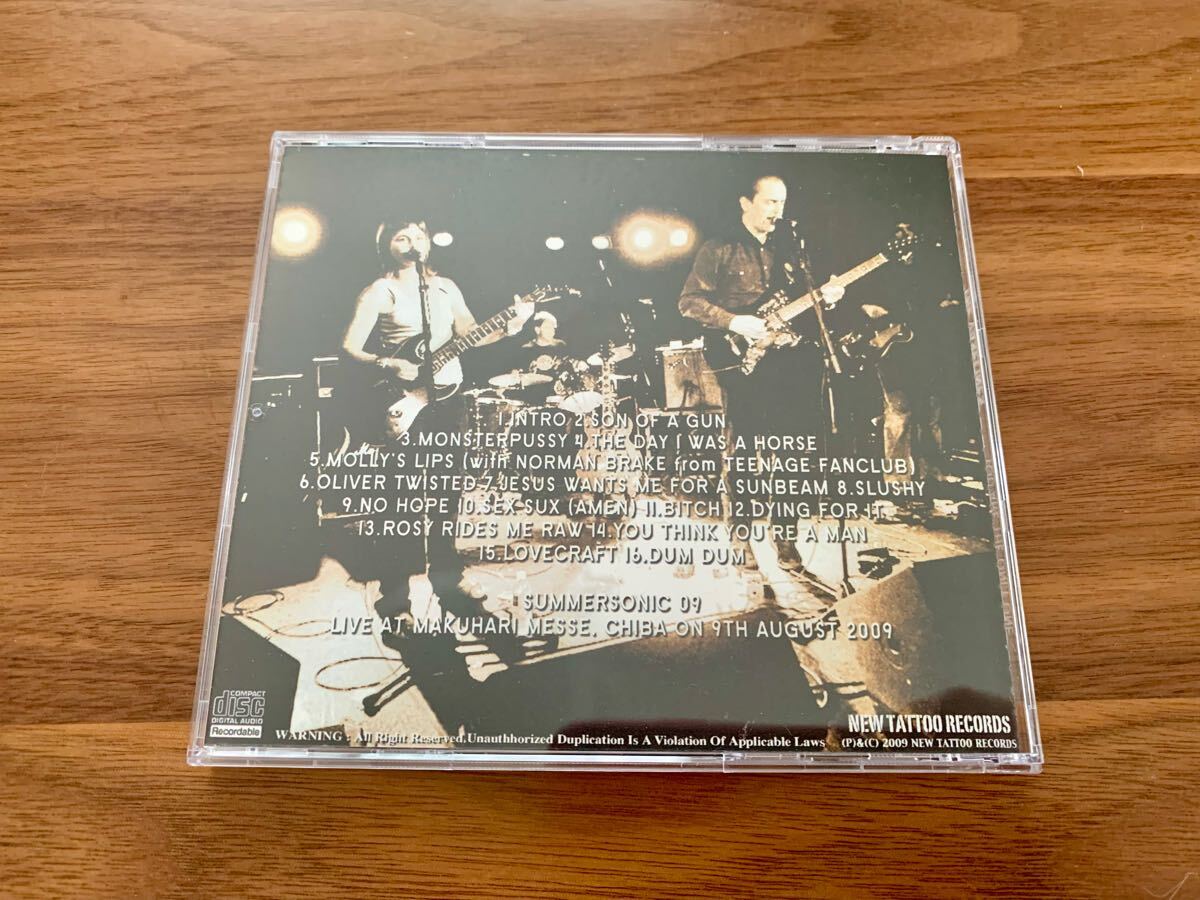 1.INTRO 2.SON OF A GUN
3.MONSTERPUSSY 4.THE DAY I WAS A HORSE
5.MOLLY'S LIPS (with NORMAN BRAKE from TEENAGE FANCLUB)
6.OLIVER TWISTED 7.JESUS WANTS ME FOR A SUNBEAM 8.SLUSHY
9.NO HOPE 10.SEX SUX (AMEN) 11.BITCH 12.DYING FOR IT
13.ROSY RIDES ME RAW 14.YOU THINK YOU'RE A MAN
15.LOVECRAFT 16.DUM DUM
SUMMERSONIC 09
LIVE AT MAKUHARI MESSE, CHIBA ON 9TH AUGUST 2009
COMPACT
disc
DIGITAL AUDIO
Recordable
NEW TATTOO RECORDS
WARNING : All Right Reserved.Unauthhorized Duplication Is A Violation Of Applicable Laws (P)&(C) 2009 NEW TATTOO RECORDS